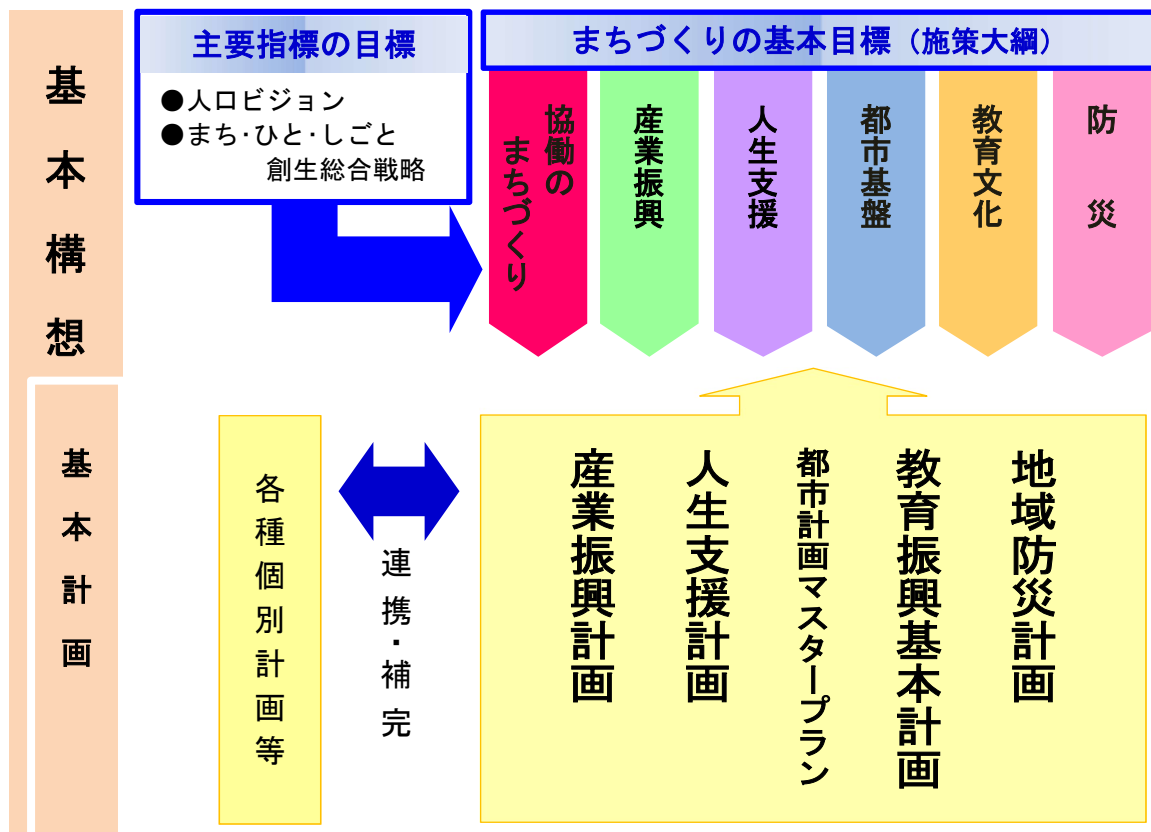 基本構想
主要指標の目標
●人口ビジョン
●まち・ひと・しごと
創生総合戦略
まちづくりの基本目標（施策大綱）
協働の
まちづくり
産業振興
人生支援
都市基盤
教育文化
防災
基本計画
各種個別計画等
連携・補完
産業振興計画
人生支援計画
都市計画マスタープラン
教育振興基本計画
地域防災計画